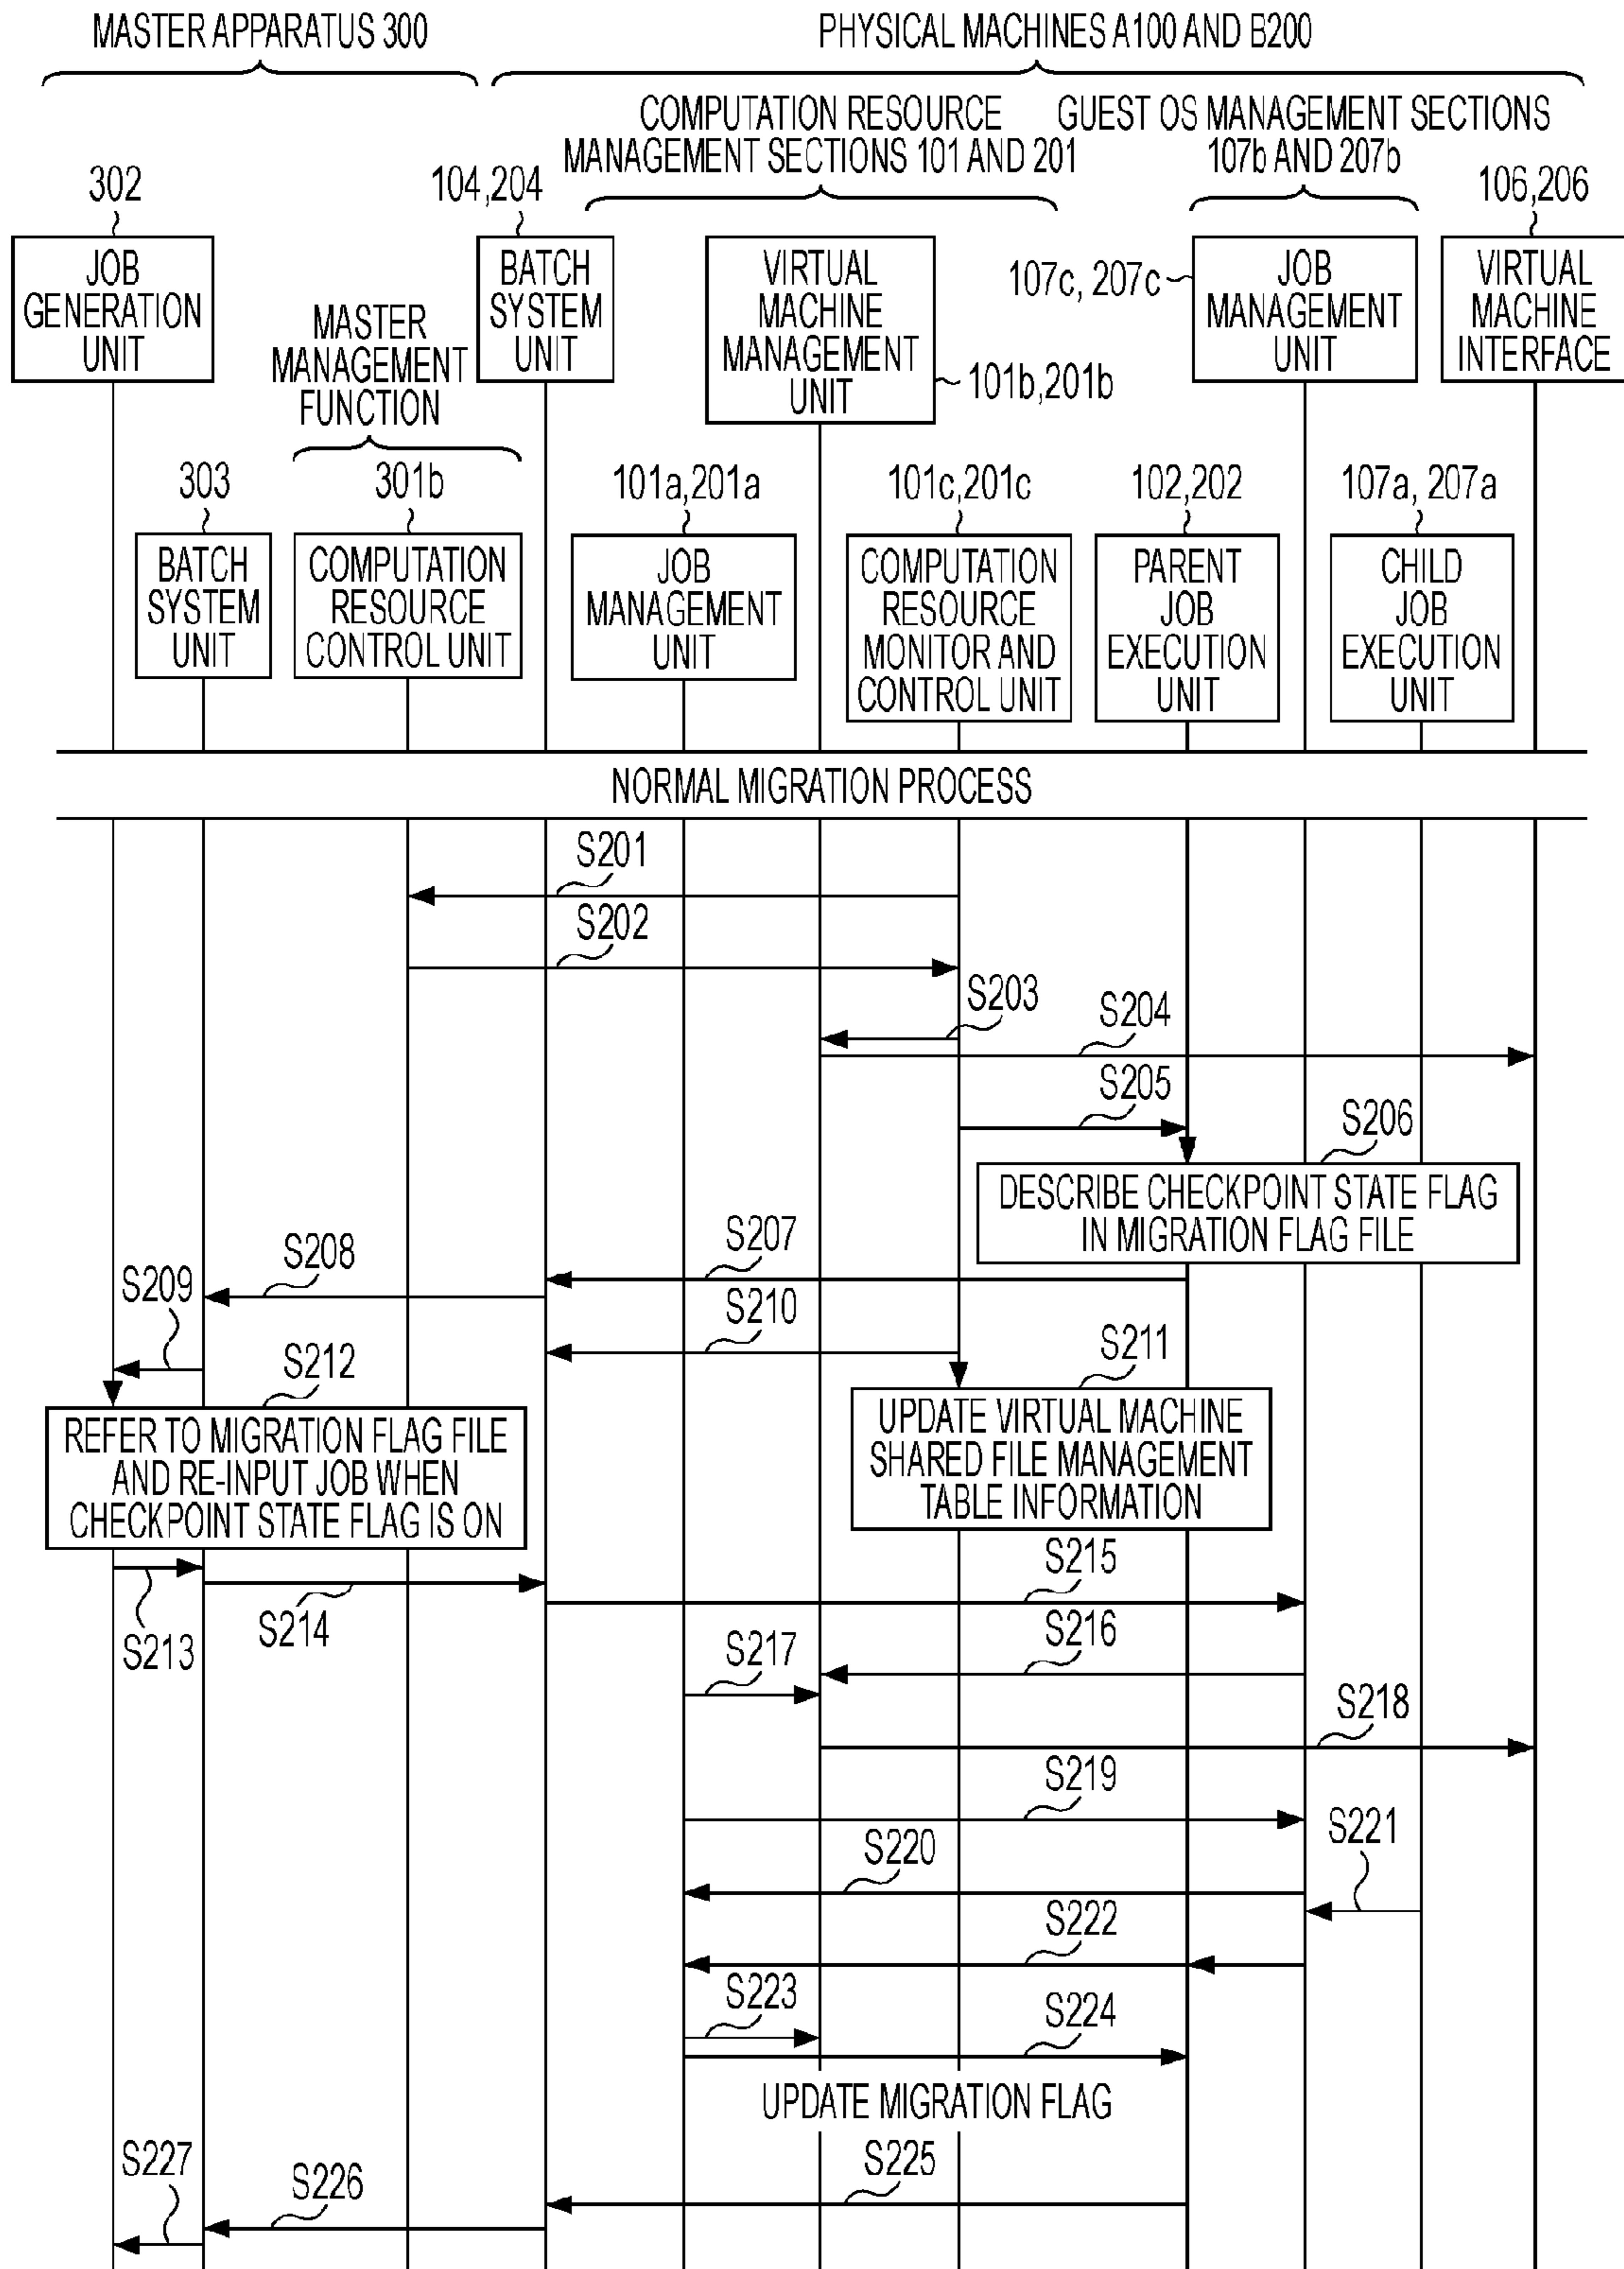 MASTER APPARATUS 300
PHYSICAL MACHINES A100 AND B200
COMPUTATION RESOURCE
MANAGEMENT SECTIONS 101 AND 201
GUEST OS MANAGEMENT SECTIONS
107b AND 207b
302
JOB
GENERATION
UNIT
104,204
BATCH
SYSTEM
UNIT
VIRTUAL
MACHINE
MANAGEMENT
UNIT
101b,201b
107c, 207c
JOB
MANAGEMENT
UNIT
106,206
VIRTUAL
MACHINE
INTERFACE
MASTER
MANAGEMENT
FUNCTION
303
BATCH
SYSTEM
UNIT
301b
COMPUTATION
RESOURCE
CONTROL UNIT
101a,201a
JOB
MANAGEMENT
UNIT
101c,201c
COMPUTATION
RESOURCE
MONITOR AND
CONTROL UNIT
102,202
PARENT
JOB
EXECUTION
UNIT
107a, 207a
CHILD
JOB
EXECUTION
UNIT
NORMAL MIGRATION PROCESS
S201
S202
S203
S204
S205
S206
DESCRIBE CHECKPOINT STATE FLAG
IN MIGRATION FLAG FILE
S207
S208
S209
S210
S211
UPDATE VIRTUAL MACHINE
SHARED FILE MANAGEMENT
TABLE INFORMATION
S212
REFER TO MIGRATION FLAG FILE
AND RE-INPUT JOB WHEN
CHECKPOINT STATE FLAG IS ON
S213
S214
S215
S216
S217
S218
S219
S220
S221
S222
S223
S224
UPDATE MIGRATION FLAG
S225
S226
S227